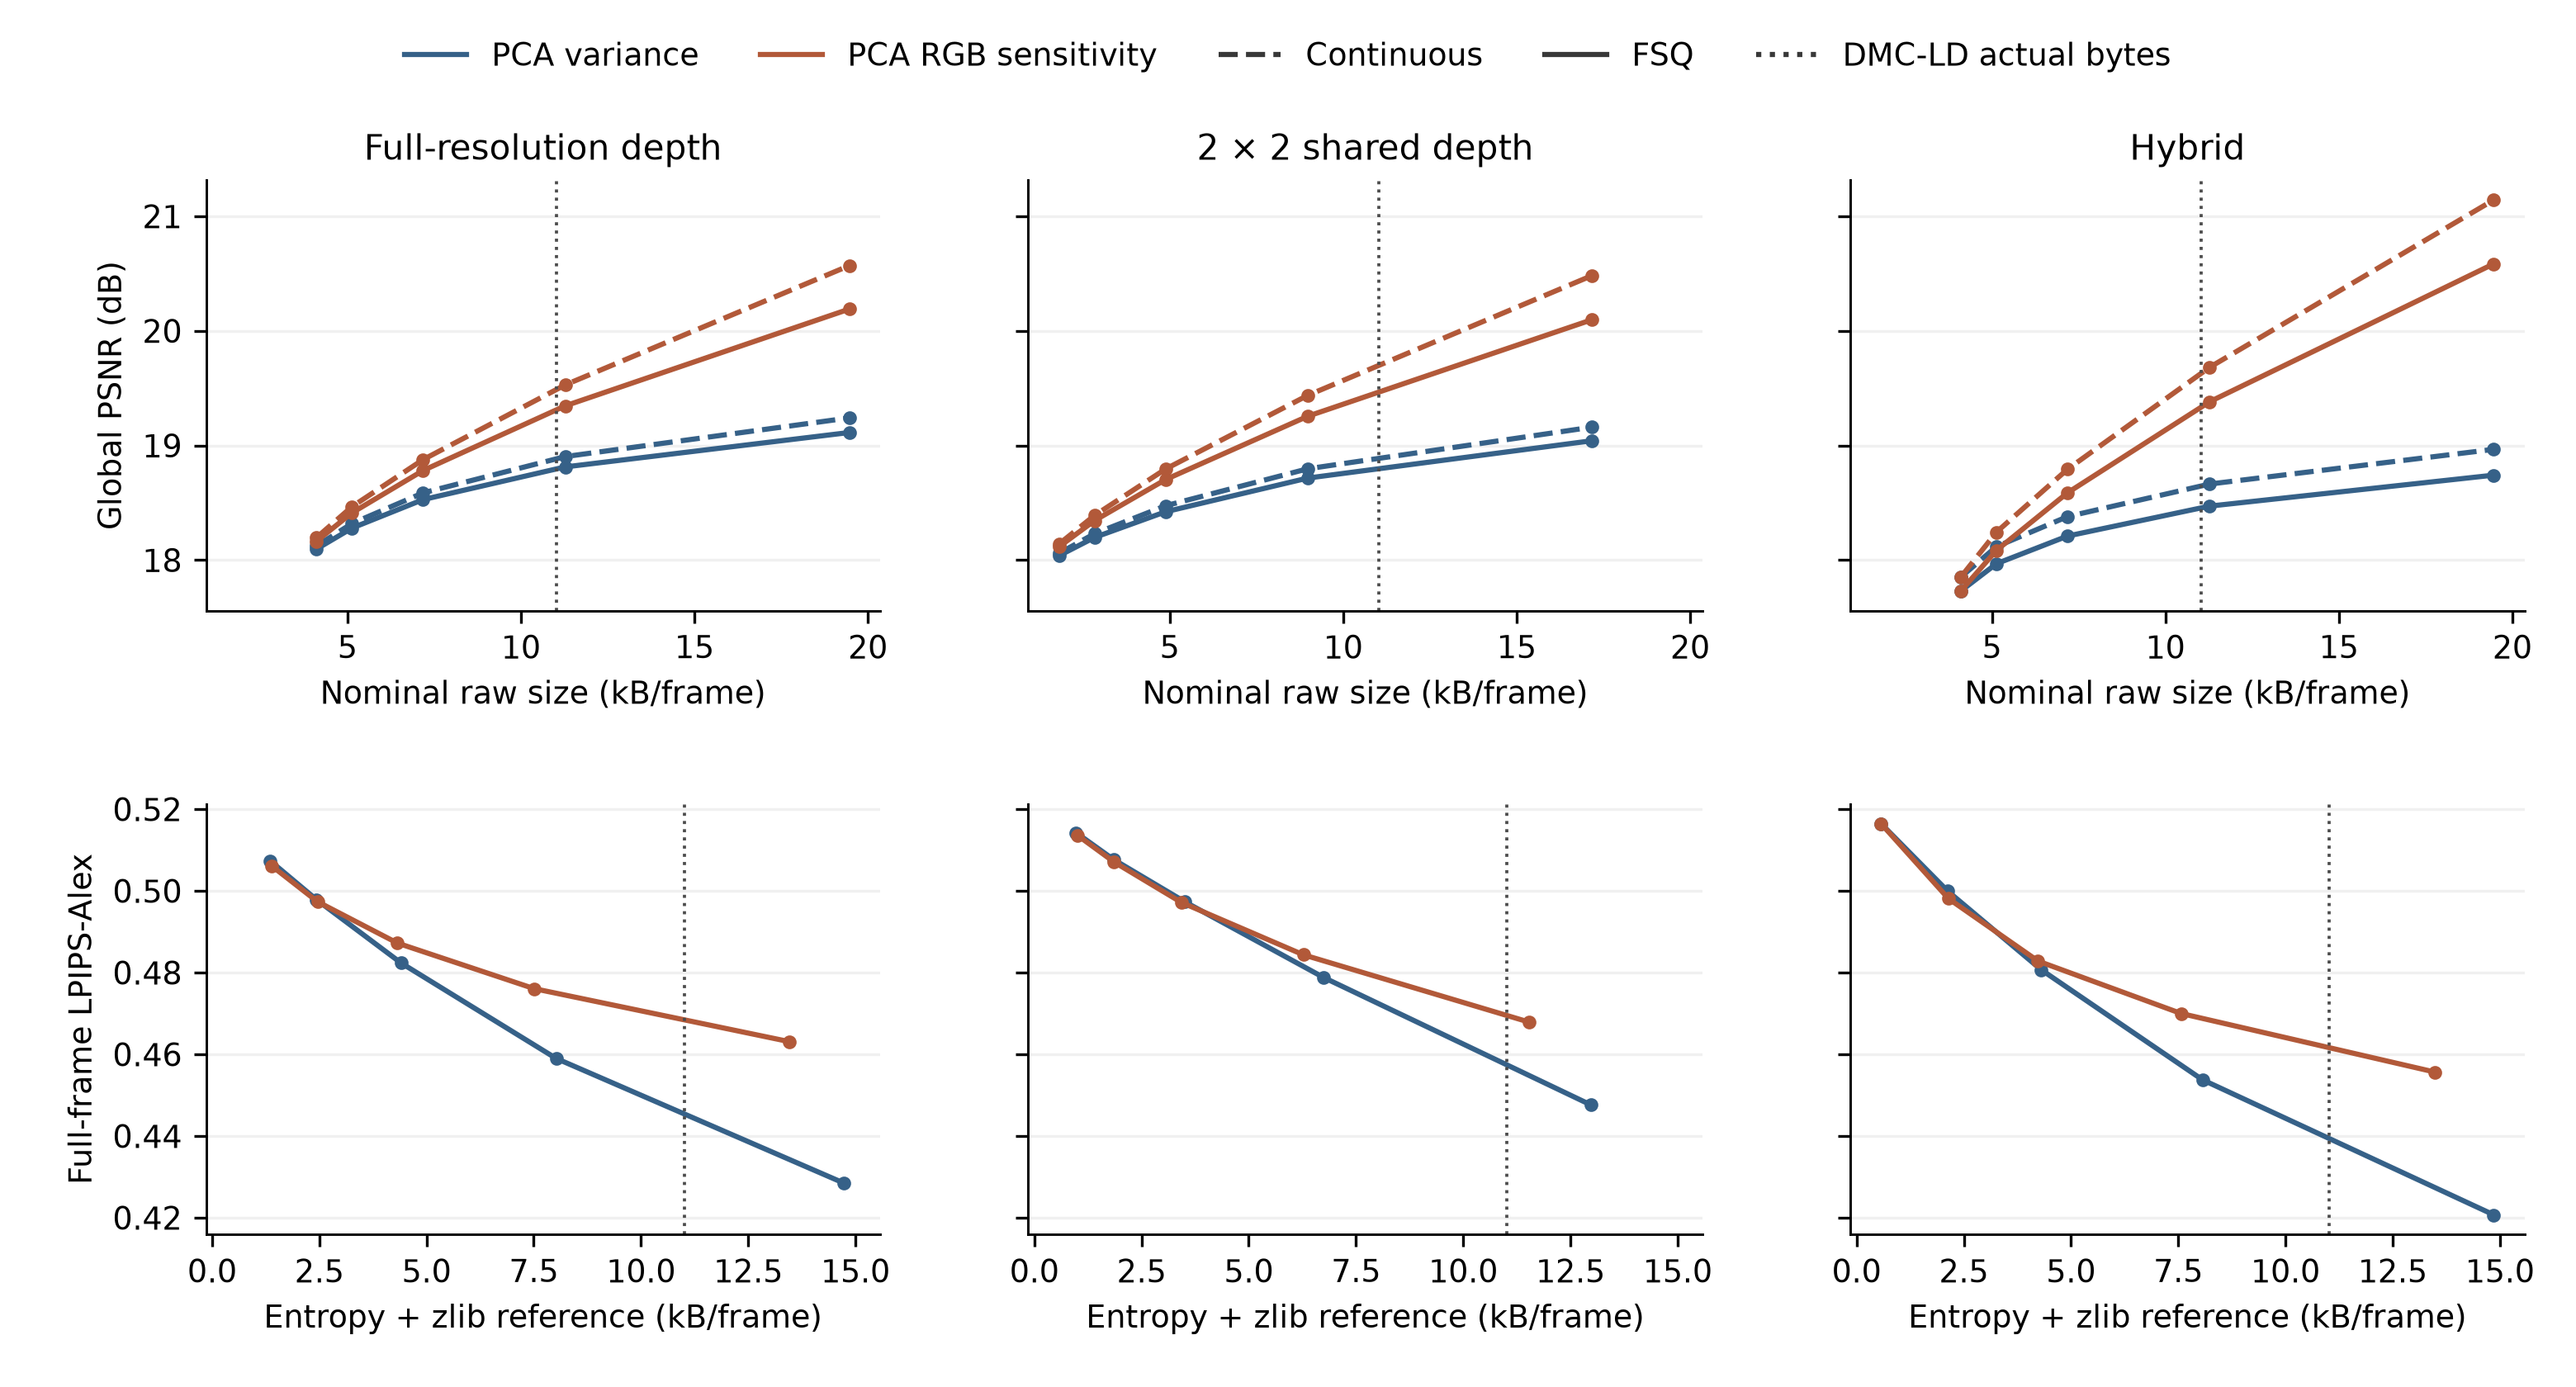 PCA variance PCA RGB sensitivity Continuous FSQ DMC-LD actual bytes
Full-resolution depth 2 × 2 shared depth Hybrid
Global PSNR (dB)
21
20
19
18
5 10 15 20 5 10 15 20 5 10 15 20
Nominal raw size (kB/frame) Nominal raw size (kB/frame) Nominal raw size (kB/frame)
Full-frame LPIPS-Alex
0.52
0.50
0.48
0.46
0.44
0.42
0.0 2.5 5.0 7.5 10.0 12.5 15.0 0.0 2.5 5.0 7.5 10.0 12.5 15.0 0.0 2.5 5.0 7.5 10.0 12.5 15.0
Entropy + zlib reference (kB/frame) Entropy + zlib reference (kB/frame) Entropy + zlib reference (kB/frame)